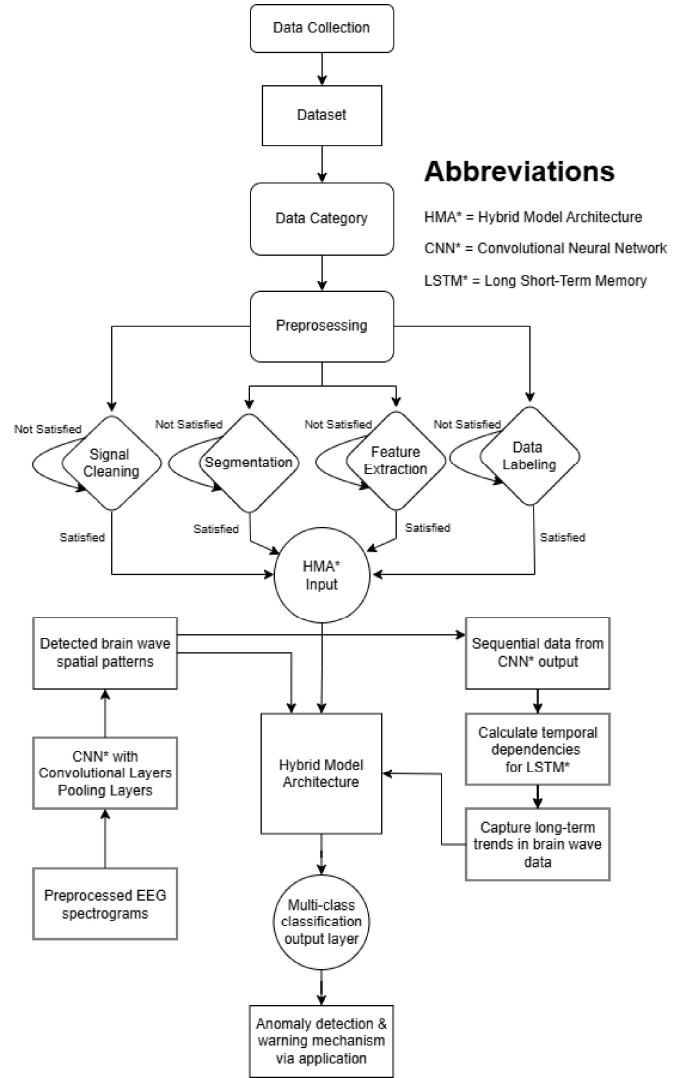 Data Collection
Dataset
Abbreviations
HMA* = Hybrid Model Architecture
CNN* = Convolutional Neural Network
LSTM* = Long Short-Term Memory
Data Category
Preprosessing
Not Satisfied
Signal
Cleaning
Satisfied
Not Satisfied
Segmentation
Satisfied
Not Satisfied
Feature
Extraction
Satisfied
Not Satisfied
Data
Labeling
Satisfied
HMA*
Input
Detected brain wave
spatial patterns
CNN* with
Convolutional Layers
Pooling Layers
Preprocessed EEG
spectrograms
Sequential data from
CNN* output
Calculate temporal
dependencies
for LSTM*
Capture long-term
trends in brain wave
data
Hybrid Model
Architecture
Multi-class
classification
output layer
Anomaly detection &
warning mechanism
via application